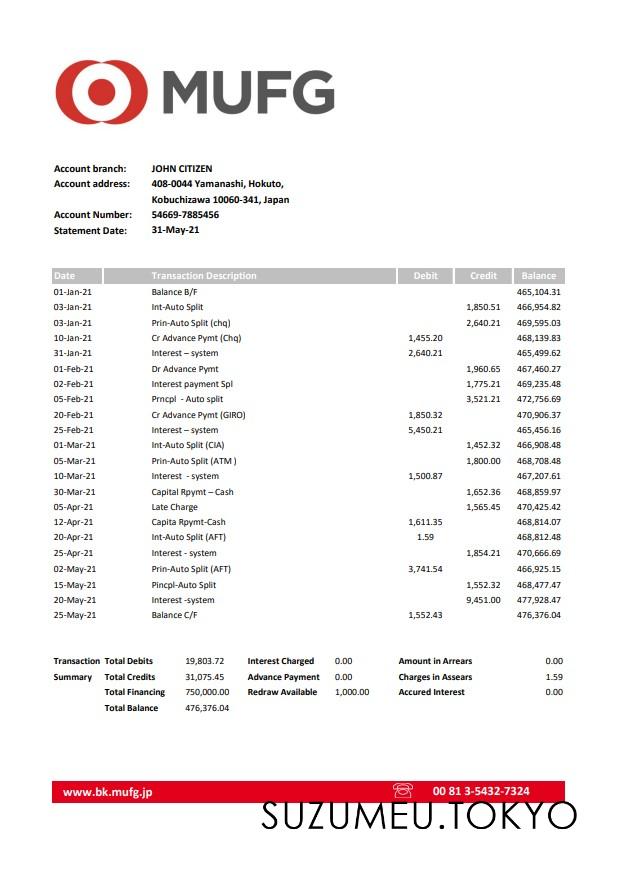 MUFG
Account branch: JOHN CITIZEN
Account address: 408-0044 Yamanashi, Hokuto,
Kobuchizawa 10060-341, Japan
Account Number: 54669-7885456
Statement Date: 31-May-21
Date Transaction Description Debit Credit Balance
01-Jan-21 Balance B/F 465,104.31
03-Jan-21 Int-Auto Split 1,850.51 466,954.82
03-Jan-21 Prin-Auto Split (chq) 2,640.21 469,595.03
10-Jan-21 Cr Advance Pymt (Chq) 1,455.20 468,139.83
31-Jan-21 Interest – system 2,640.21 465,499.62
01-Feb-21 Dr Advance Pymt 1,960.65 467,460.27
02-Feb-21 Interest payment Spl 1,775.21 469,235.48
05-Feb-21 Prncpl - Auto split 3,521.21 472,756.69
20-Feb-21 Cr Advance Pymt (GIRO) 1,850.32 470,906.37
25-Feb-21 Interest – system 5,450.21 465,456.16
01-Mar-21 Int-Auto Split (CIA) 1,452.32 466,908.48
05-Mar-21 Prin-Auto Split (ATM ) 1,800.00 468,708.48
10-Mar-21 Interest - system 1,500.87 467,207.61
30-Mar-21 Capital Rpymt – Cash 1,652.36 468,859.97
05-Apr-21 Late Charge 1,565.45 470,425.42
12-Apr-21 Capita Rpymt-Cash 1,611.35 468,814.07
20-Apr-21 Int-Auto Split (AFT) 1.59 468,812.48
25-Apr-21 Interest - system 1,854.21 470,666.69
02-May-21 Prin-Auto Split (AFT) 3,741.54 466,925.15
15-May-21 Pincpl-Auto Split 1,552.32 468,477.47
20-May-21 Interest -system 9,451.00 477,928.47
25-May-21 Balance C/F 1,552.43 476,376.04
Transaction Total Debits 19,803.72 Interest Charged 0.00 Amount in Arrears 0.00
Summary Total Credits 31,075.45 Advance Payment 0.00 Charges in Assears 1.59
Total Financing 750,000.00 Redraw Available 1,000.00 Accured Interest 0.00
Total Balance 476,376.04
www.bk.mufg.jp 00 81 3-5432-7324
SUZUMEU.TOKYO